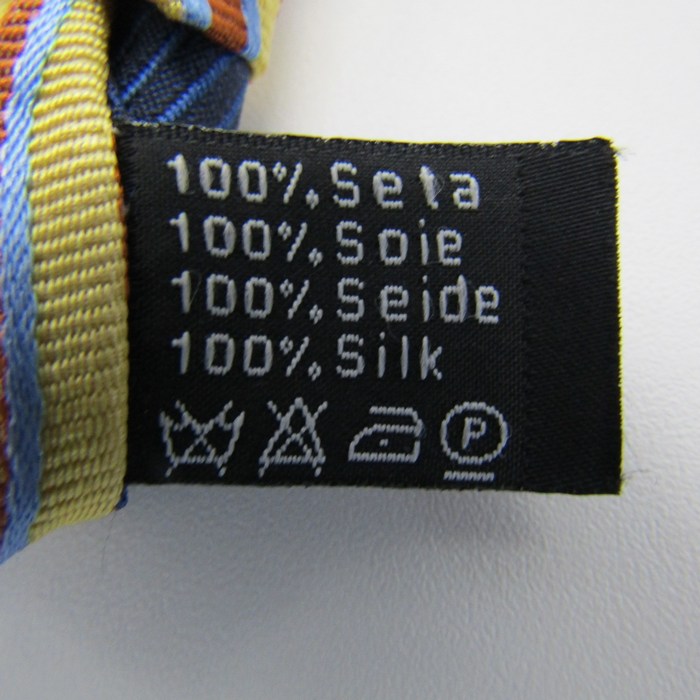 100% Seta
100% Soie
100% Seide
100% Silk
P